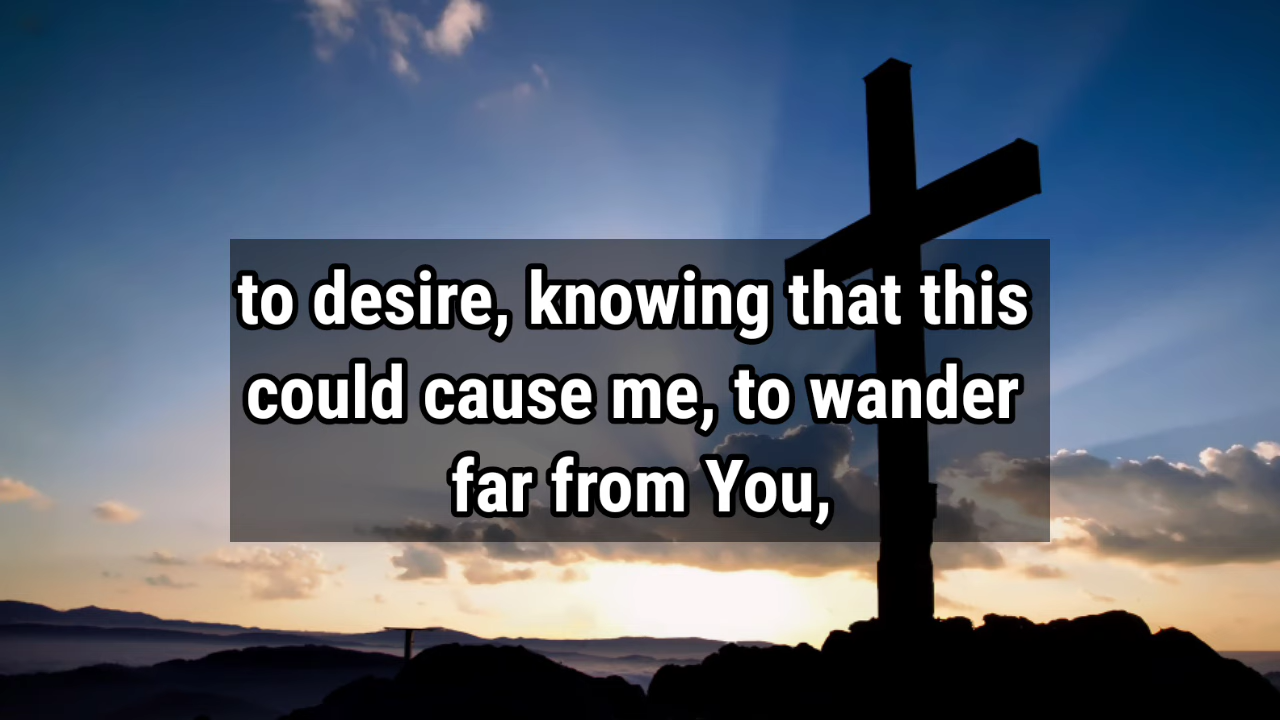 to desire, knowing that this
could cause me, to wander
far from You,